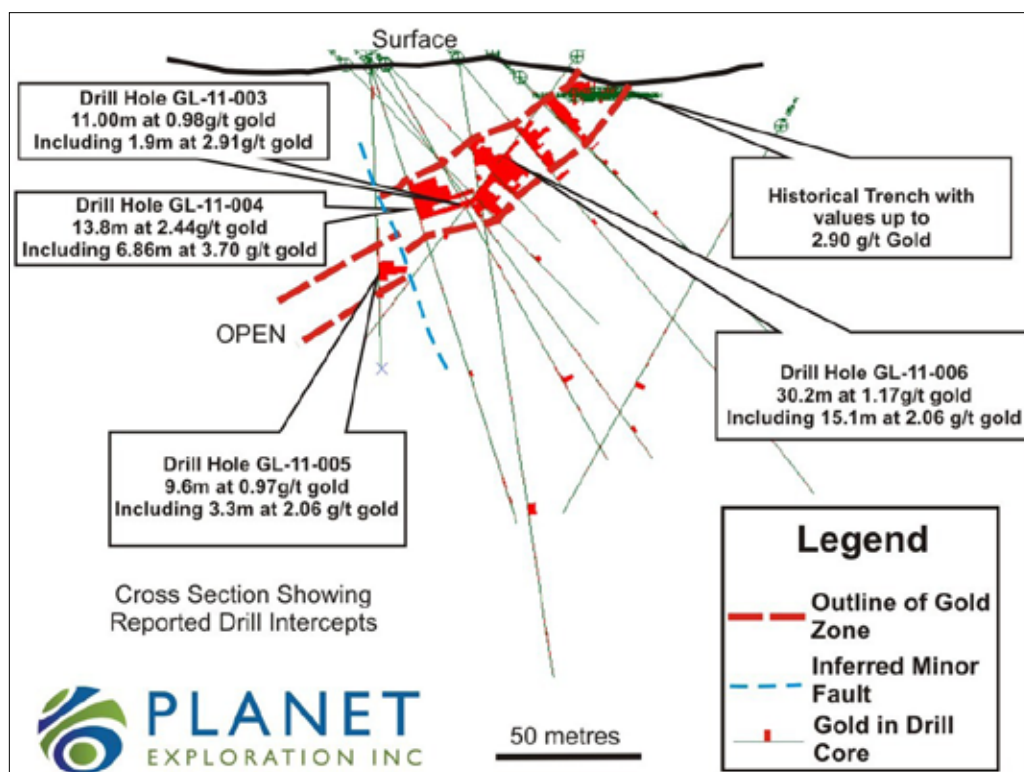 Surface
Drill Hole GL-11-003
11.00m at 0.98g/t gold
Including 1.9m at 2.91g/t gold
Drill Hole GL-11-004
13.8m at 2.44g/t gold
Including 6.86m at 3.70 g/t gold
Historical Trench with
values up to
2.90 g/t Gold
OPEN
Drill Hole GL-11-006
30.2m at 1.17g/t gold
Including 15.1m at 2.06 g/t gold
Drill Hole GL-11-005
9.6m at 0.97g/t gold
Including 3.3m at 2.06 g/t gold
Cross Section Showing
Reported Drill Intercepts
Legend
Outline of Gold
Zone
Inferred Minor
Fault
Gold in Drill
Core
PLANET
EXPLORATION INC
50 metres